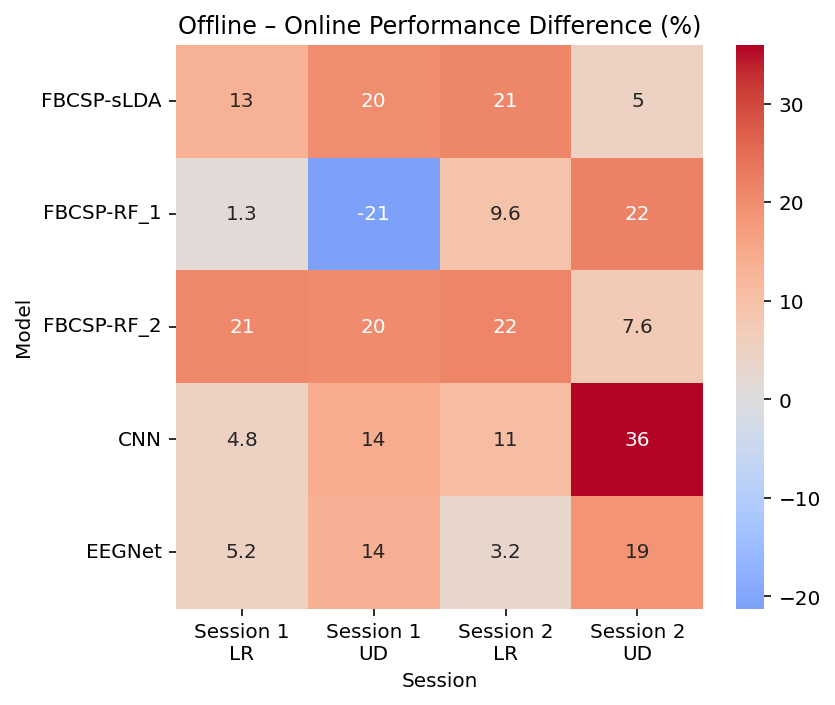 Offline – Online Performance Difference (%)
FBCSP-sLDA 13 20 21 5
FBCSP-RF_1 1.3 -21 9.6 22
FBCSP-RF_2 21 20 22 7.6
CNN 4.8 14 11 36
EEGNet 5.2 14 3.2 19
Model
Session 1 Session 1 Session 2 Session 2
LR UD LR UD
Session
30
20
10
0
−10
−20